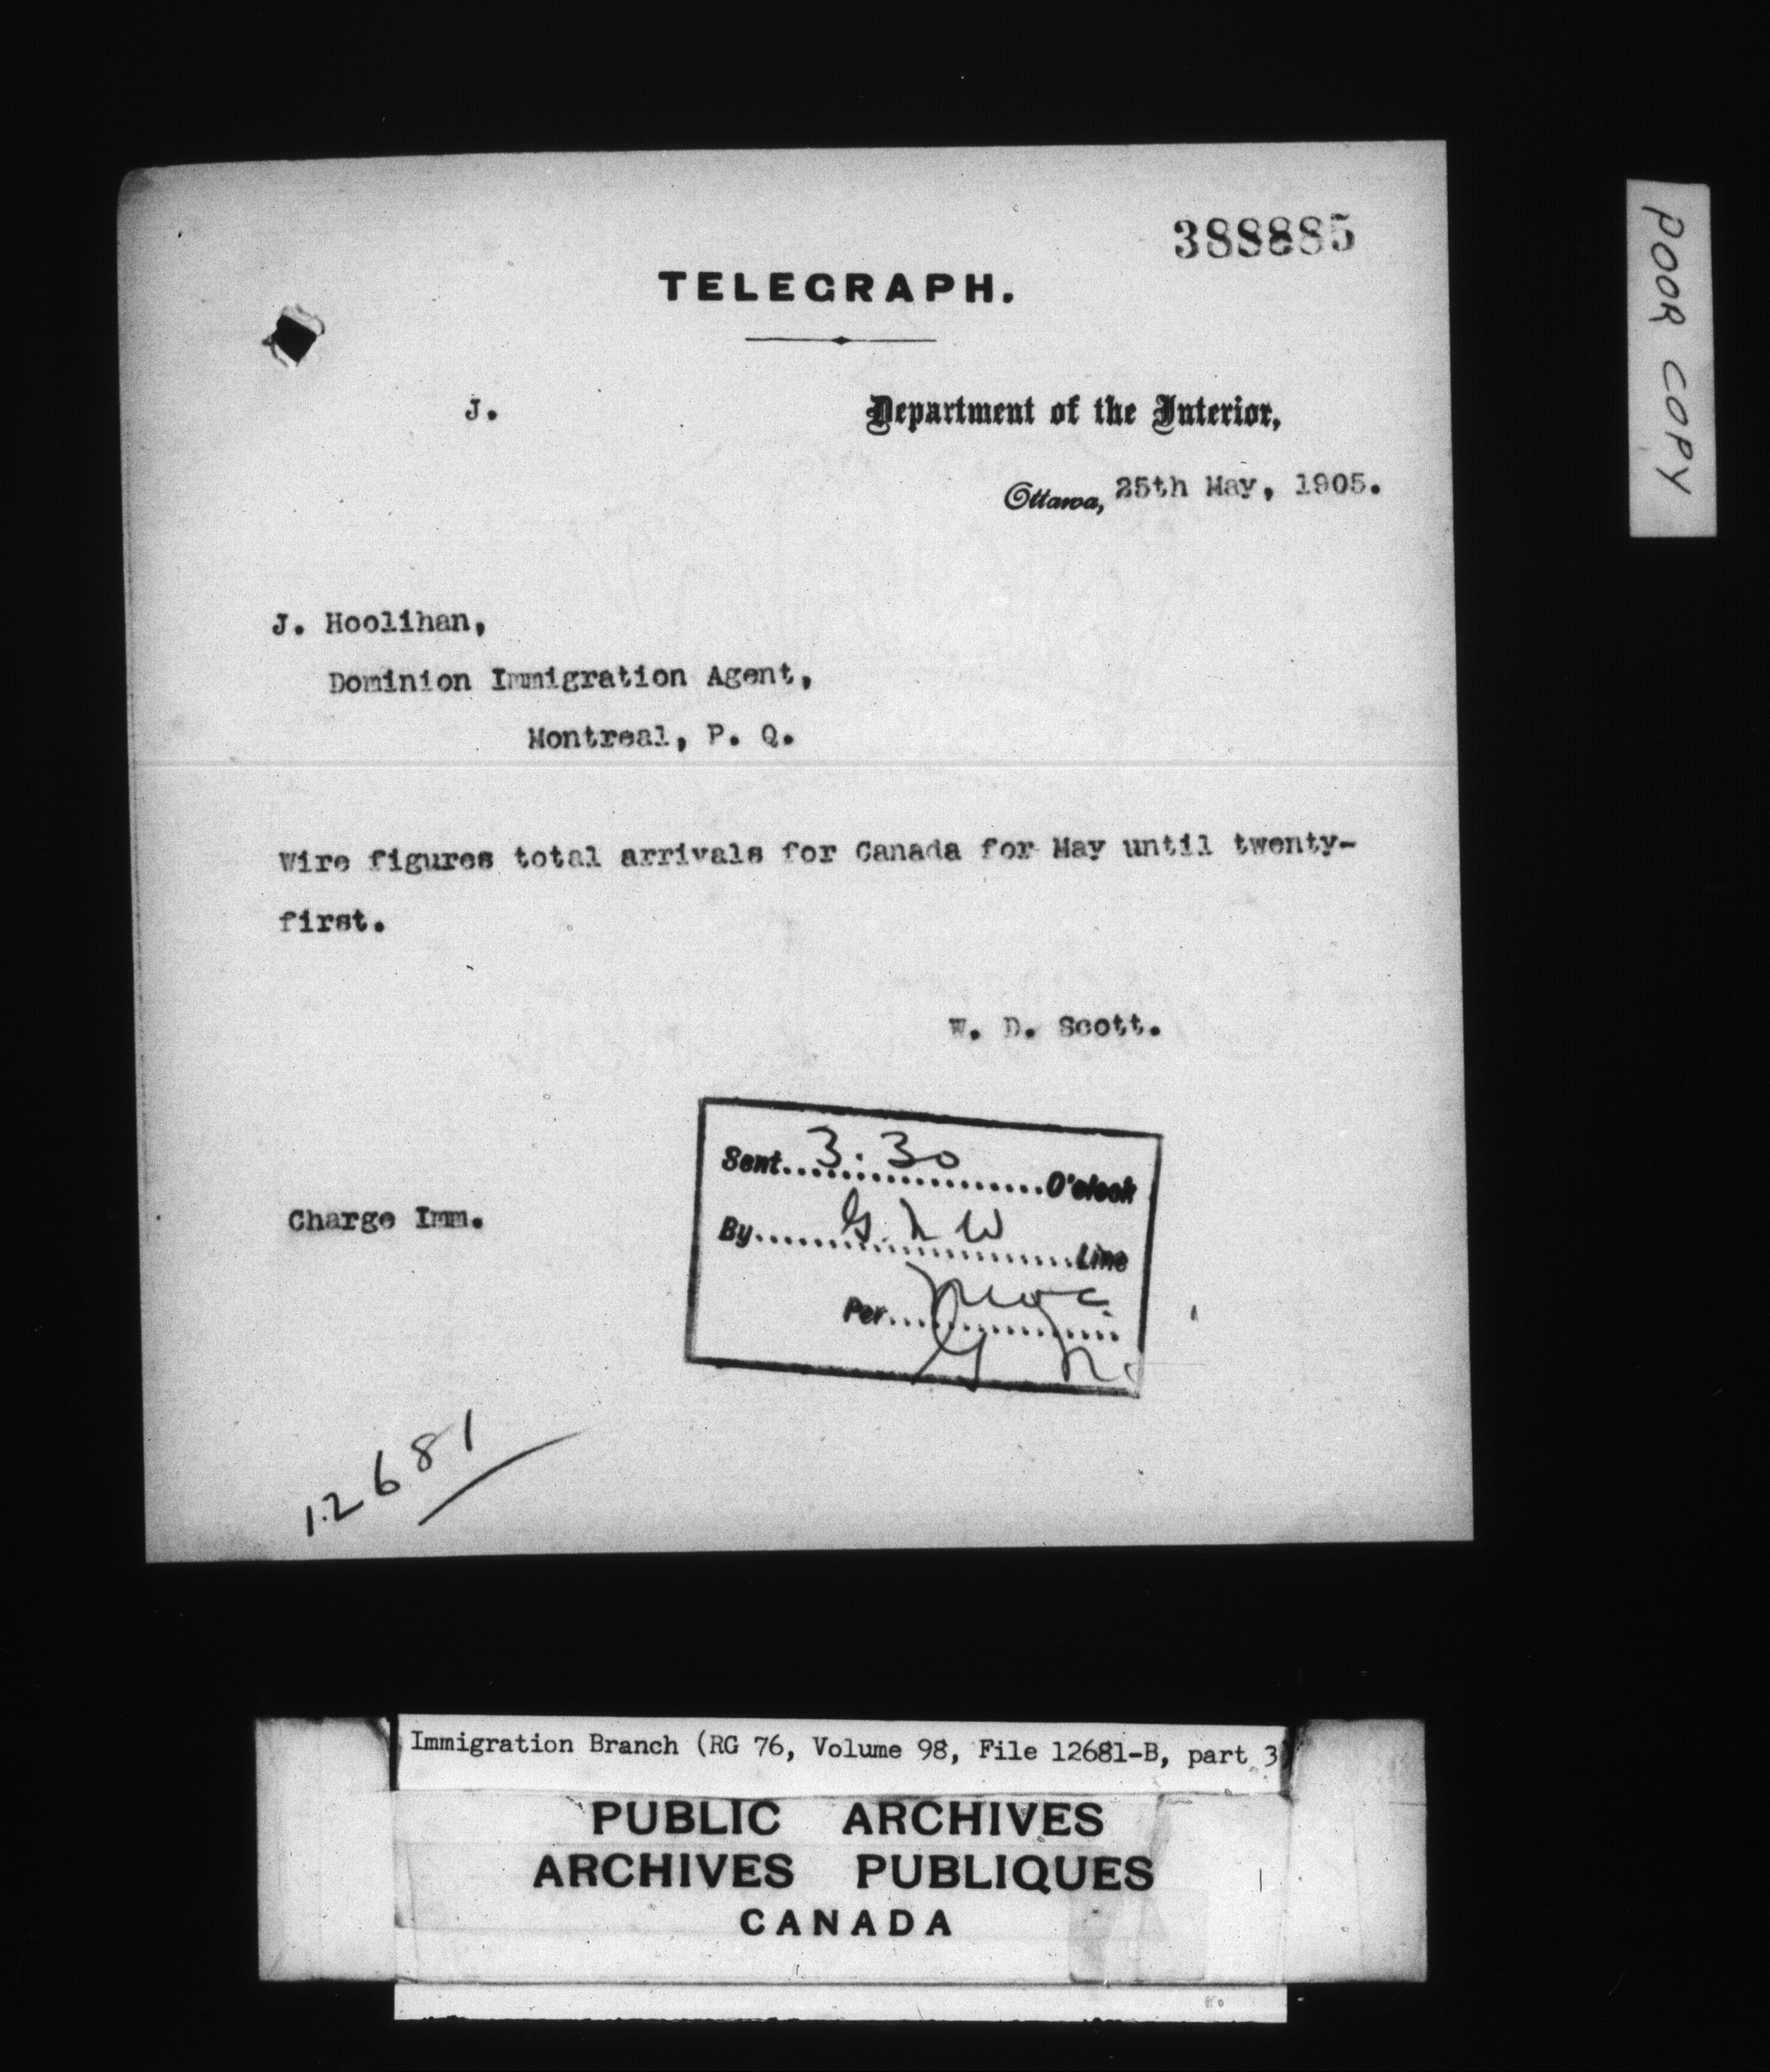 388885
TELEGRAPH.
J.
Department of the Interior,
Ottawa, 25th May, 1905.
J. Hoolihan,
Dominion Immigration Agent,
Montreal, P. Q.
Wire figures total arrivals for Canada for May until twenty-
first.
W. D. Scott.
Charge Imm.
Sent 3.30 O'clock
By G. N W Line
Per
12681
POOR COPY
Immigration Branch (RG 76, Volume 98, File 12681-B, part 3
PUBLIC ARCHIVES
ARCHIVES PUBLIQUES
CANADA